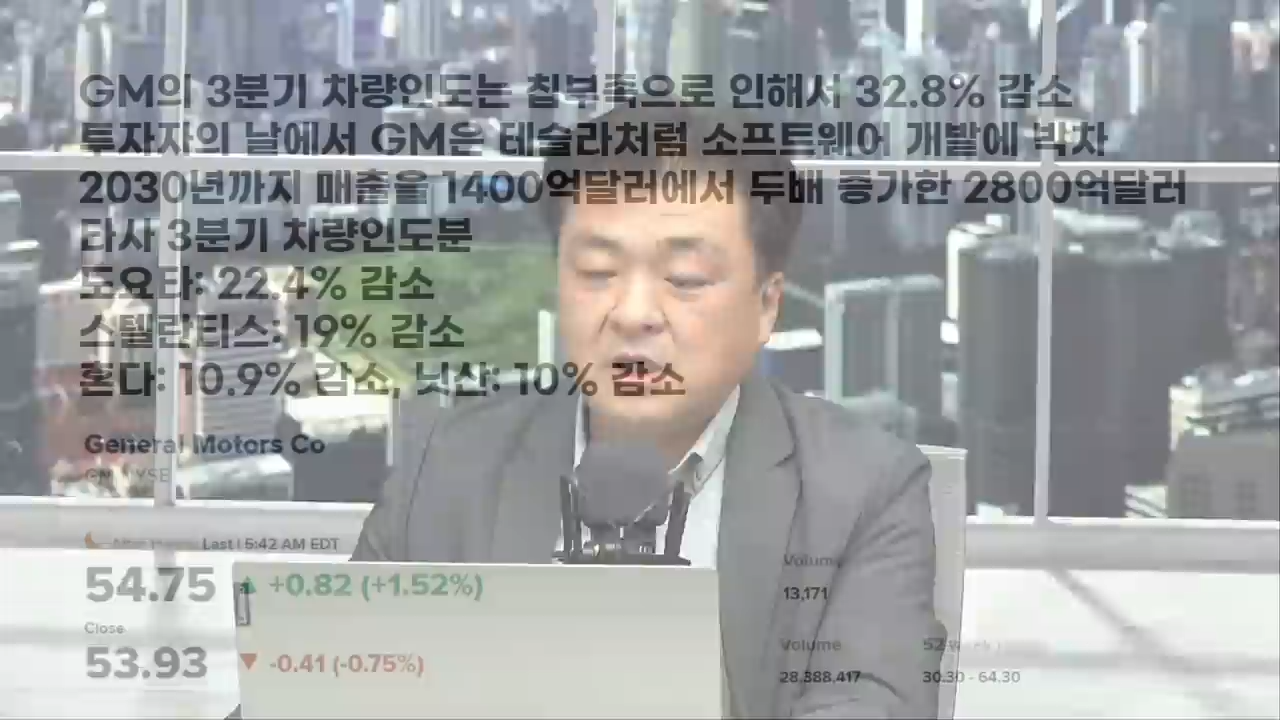 GM의 3분기 차량인도는 칩부족으로 인해서 32.8% 감소
투자자의 날에서 GM은 테슬라처럼 소프트웨어 개발에 박차
2030년까지 매출을 1400억달러에서 두배 증가한 2800억달러
타사 3분기 차량인도분
도요타: 22.4% 감소
스텔란티스: 19% 감소
혼다: 10.9% 감소, 닛산: 10% 감소
General Motors Co
GM:NYSE
After Hours: Last | 5:42 AM EDT
54.75 ▲ +0.82 (+1.52%)
Volume
13,171
Close
53.93 ▼ -0.41 (-0.75%)
Volume
28,388,417
52 week
30.30 - 64.30